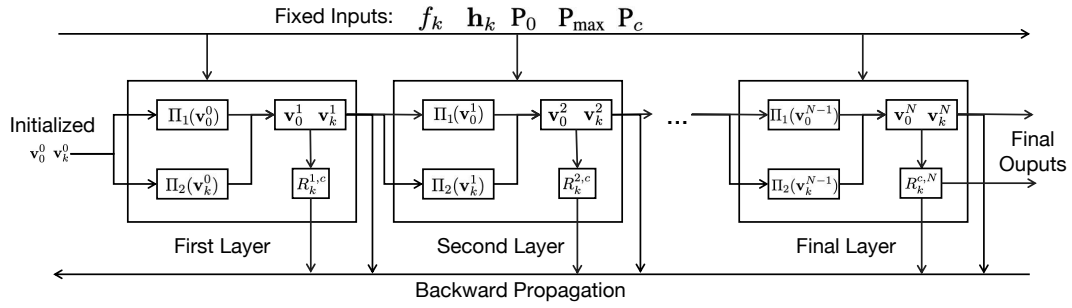 Fixed Inputs: f_k h_k P_0 P_max P_c
Π_1(v_0^0) v_0^1 v_k^1 Π_1(v_0^1) v_0^2 v_k^2 ... Π_1(v_0^{N-1}) v_0^N v_k^N
Initialized
v_0^0 v_k^0
Final
Ouputs
Π_2(v_k^0) R_k^{1,c} Π_2(v_k^1) R_k^{2,c} Π_2(v_k^{N-1}) R_k^{c,N}
First Layer Second Layer Final Layer
Backward Propagation